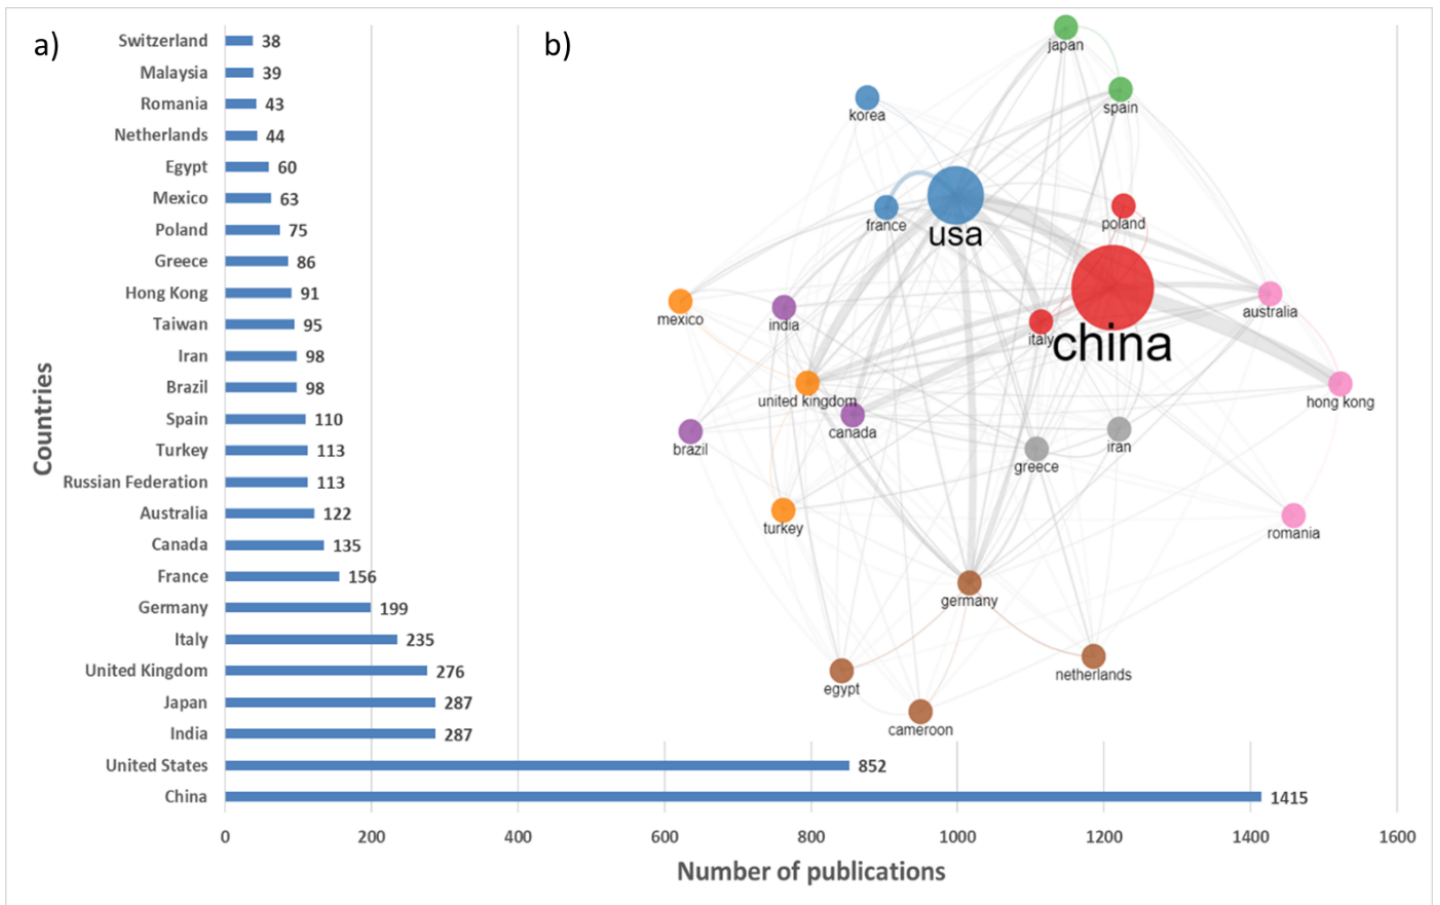 a)
Countries
Switzerland 38
Malaysia 39
Romania 43
Netherlands 44
Egypt 60
Mexico 63
Poland 75
Greece 86
Hong Kong 91
Taiwan 95
Iran 98
Brazil 98
Spain 110
Turkey 113
Russian Federation 113
Australia 122
Canada 135
France 156
Germany 199
Italy 235
United Kingdom 276
Japan 287
India 287
United States 852
China 1415
0 200 400 600 800 1000 1200 1400 1600
Number of publications
b)
japan
korea
spain
france
usa
poland
mexico
india
italy
china
australia
united kingdom
hong kong
canada
brazil
iran
greece
turkey
romania
germany
netherlands
egypt
cameroon